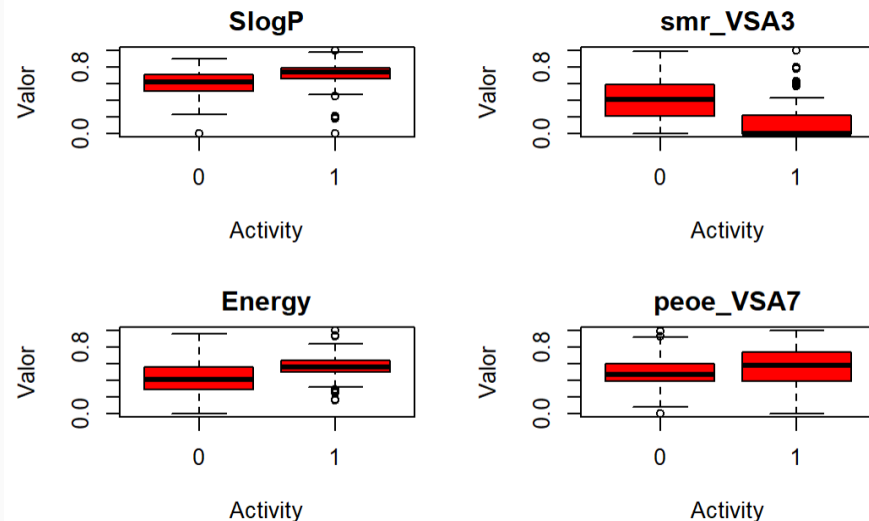 SlogP
Valor
0.8
0.0
0 1
Activity
smr_VSA3
Valor
0.8
0.0
0 1
Activity
Energy
Valor
0.8
0.0
0 1
Activity
peoe_VSA7
Valor
0.8
0.0
0 1
Activity